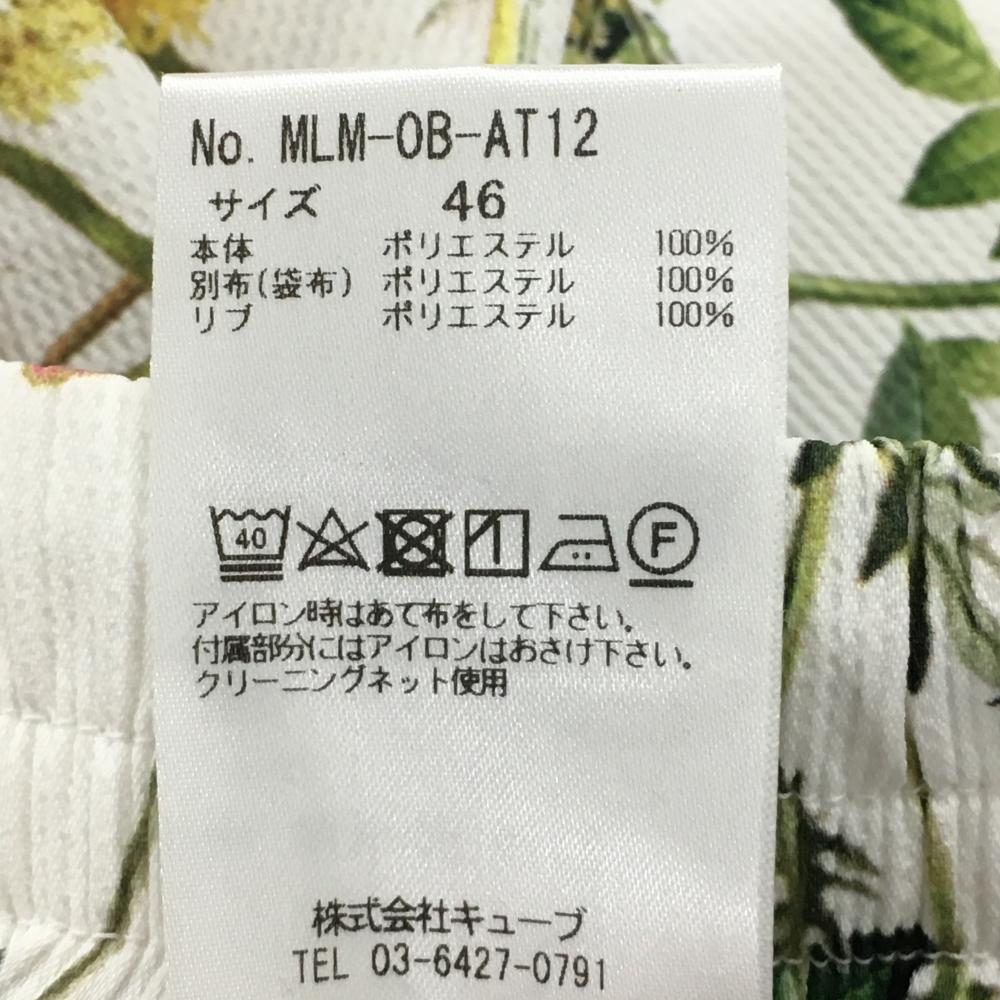 No. MLM-OB-AT12
サイズ 46
本体 ポリエステル 100%
別布(袋布) ポリエステル 100%
リブ ポリエステル 100%
40 F
アイロン時はあて布をして下さい。
付属部分にはアイロンはおさけ下さい。
クリーニングネット使用
株式会社キューブ
TEL 03-6427-0791